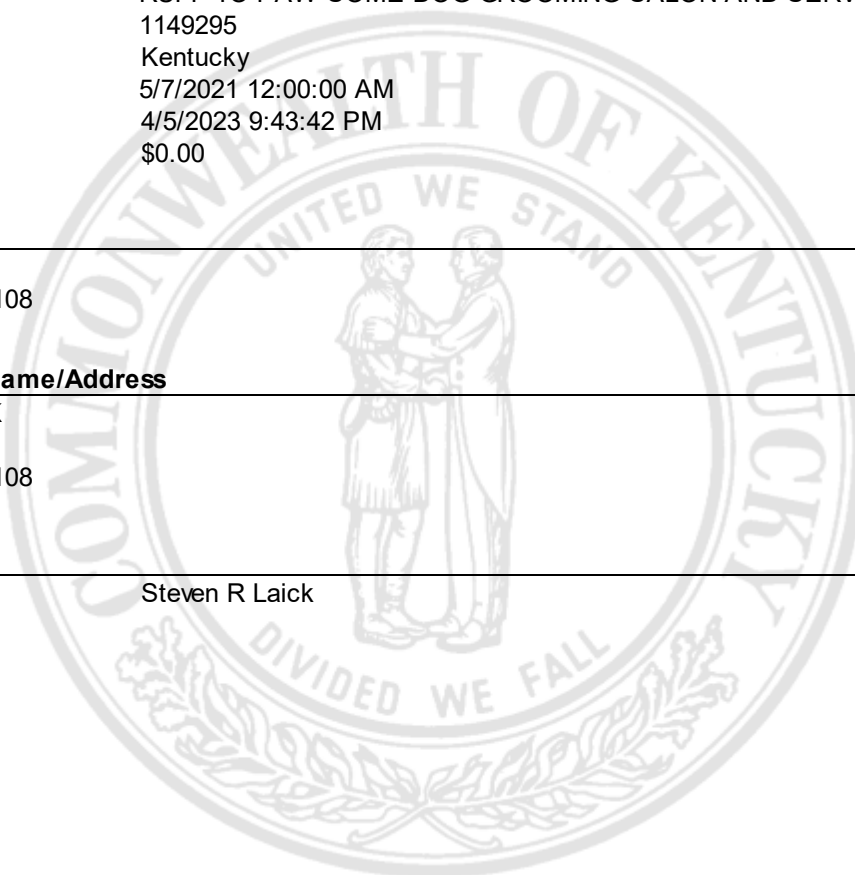 1149295
Kentucky
5/7/2021 12:00:00 AM
4/5/2023 9:43:42 PM
$0.00
108
ame/Address
108
Steven R Laick
COMMONWEALTH OF KENTUCKY
UNITED WE STAND
DIVIDED WE FALL